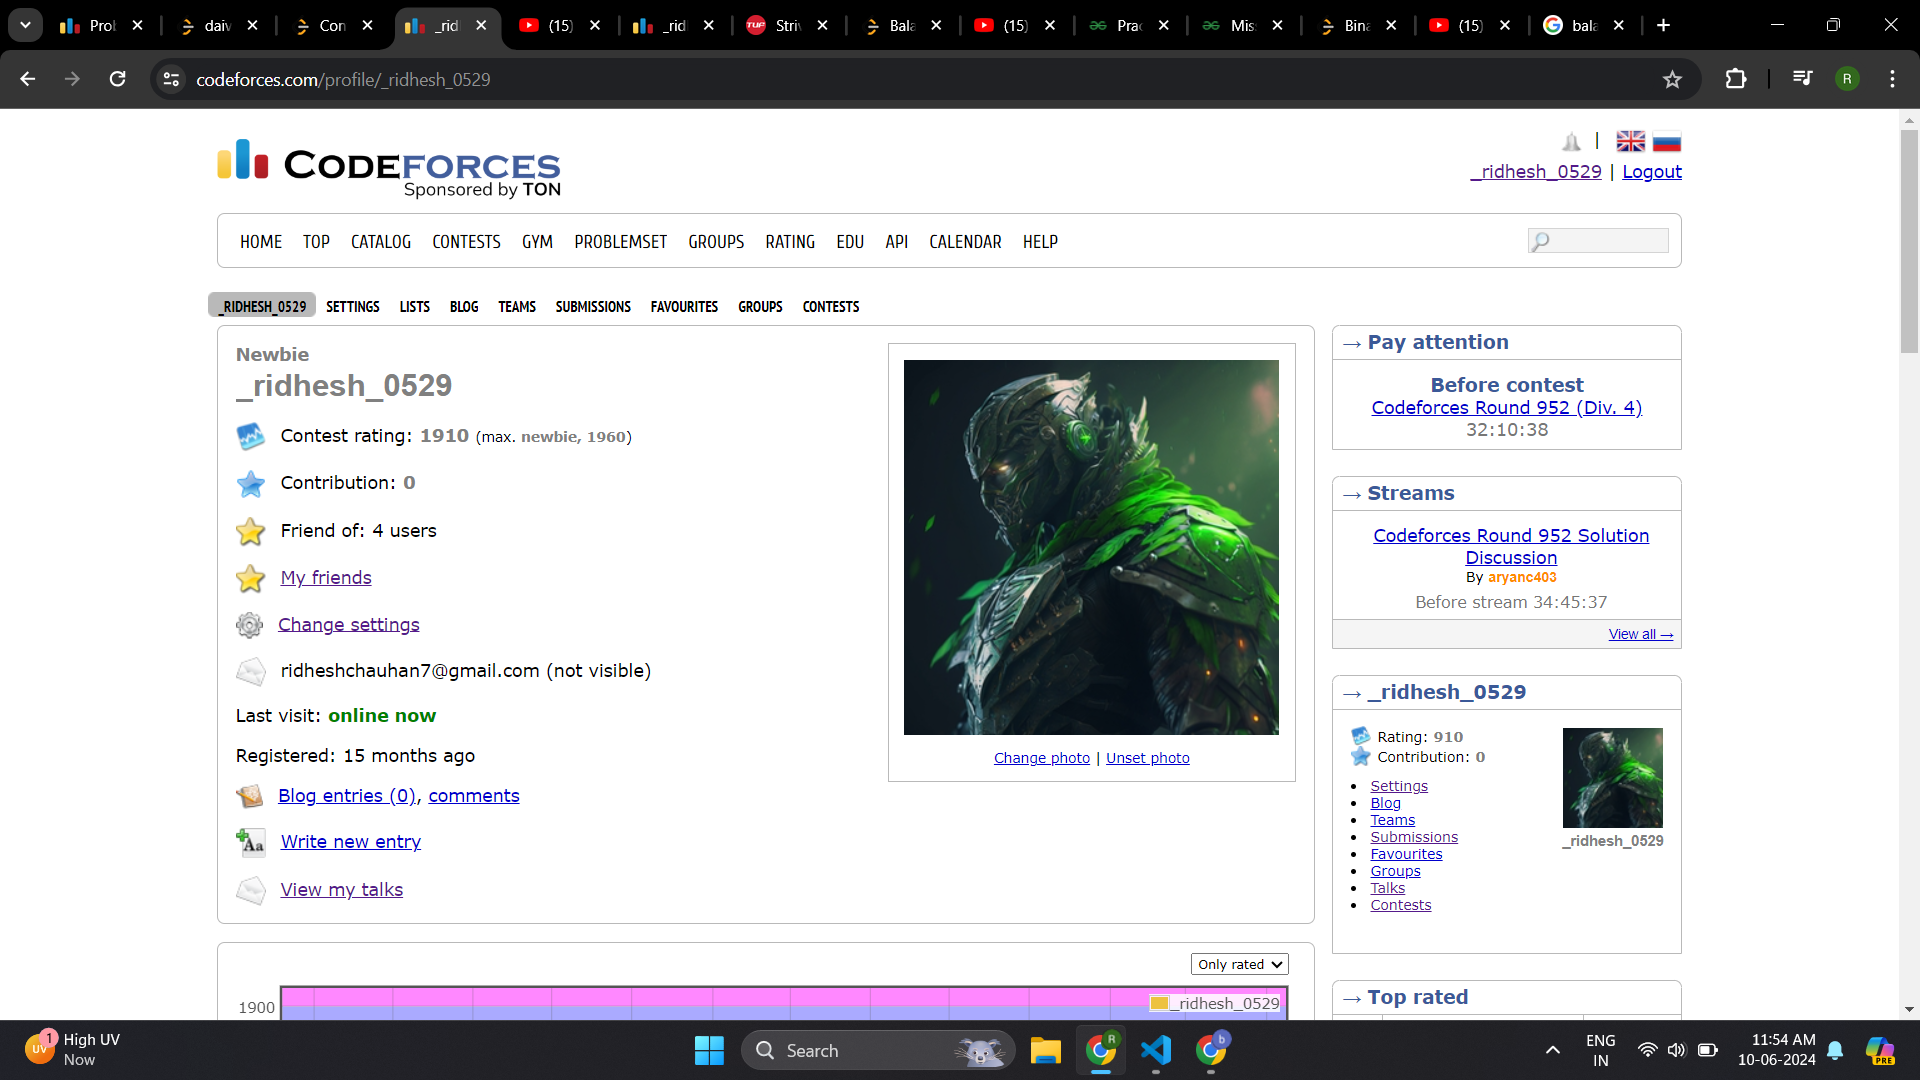 Prob
daiv
Con
_rid
(15)
_rid
Striv
Bala
(15)
Prac
Mis
Bina
(15)
bala
codeforces.com/profile/_ridhesh_0529
R
CODEFORCES
Sponsored by TON
_ridhesh_0529 | Logout
HOME TOP CATALOG CONTESTS GYM PROBLEMSET GROUPS RATING EDU API CALENDAR HELP
_RIDHESH_0529 SETTINGS LISTS BLOG TEAMS SUBMISSIONS FAVOURITES GROUPS CONTESTS
Newbie
_ridhesh_0529
Contest rating: 1910 (max. newbie, 1960)
Contribution: 0
Friend of: 4 users
My friends
Change settings
ridheshchauhan7@gmail.com (not visible)
Last visit: online now
Registered: 15 months ago
Blog entries (0), comments
Write new entry
View my talks
Change photo | Unset photo
→ Pay attention
Before contest
Codeforces Round 952 (Div. 4)
32:10:38
→ Streams
Codeforces Round 952 Solution
Discussion
By aryanc403
Before stream 34:45:37
View all →
→ _ridhesh_0529
Rating: 910
Contribution: 0
Settings
Blog
Teams
Submissions
Favourites
Groups
Talks
Contests
_ridhesh_0529
→ Top rated
Only rated
1900
_ridhesh_0529
UV
1
High UV
Now
Search
R
b
ENG
IN
11:54 AM
10-06-2024
PRE